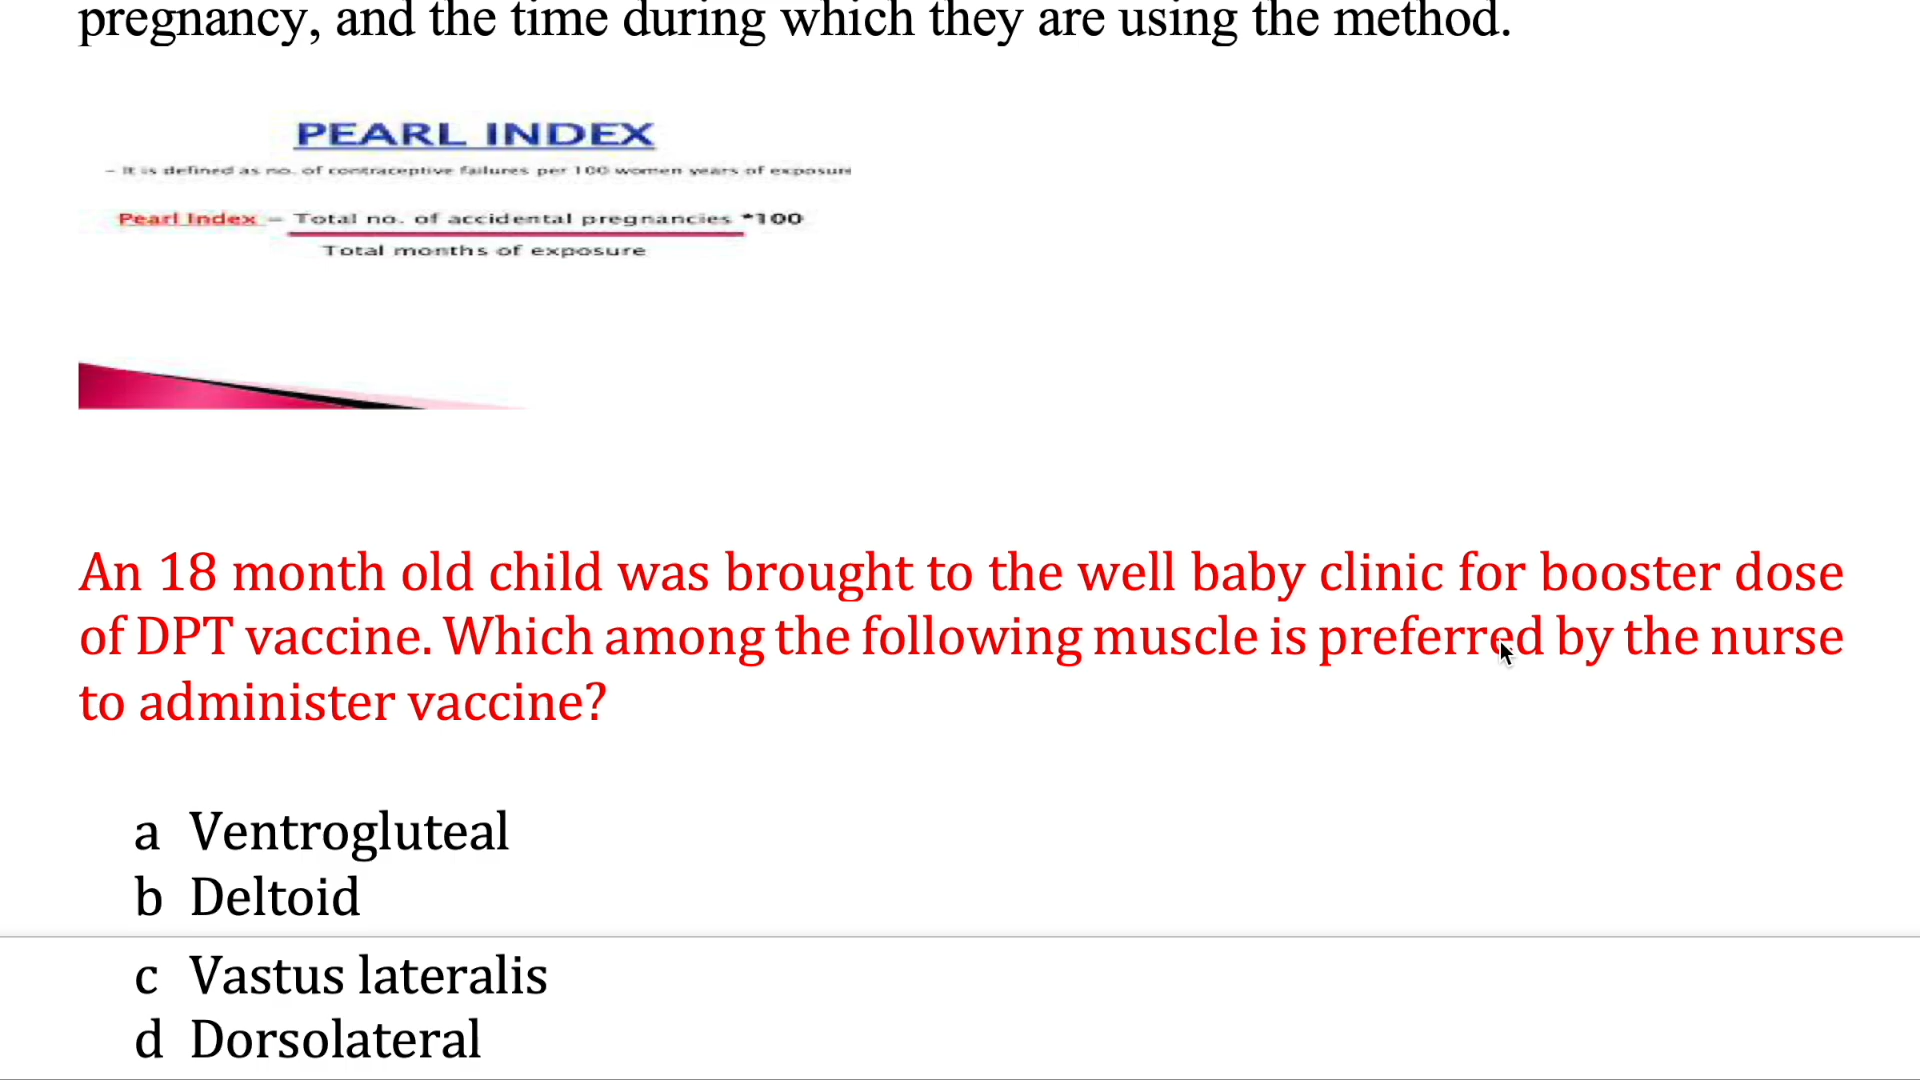 pregnancy, and the time during which they are using the method.
PEARL INDEX
- It is defined as no. of contraceptive failures per 100 women years of exposure
Pearl Index = Total no. of accidental pregnancies *100
Total months of exposure
An 18 month old child was brought to the well baby clinic for booster dose
of DPT vaccine. Which among the following muscle is preferred by the nurse
to administer vaccine?
a Ventrogluteal
b Deltoid
c Vastus lateralis
d Dorsolateral